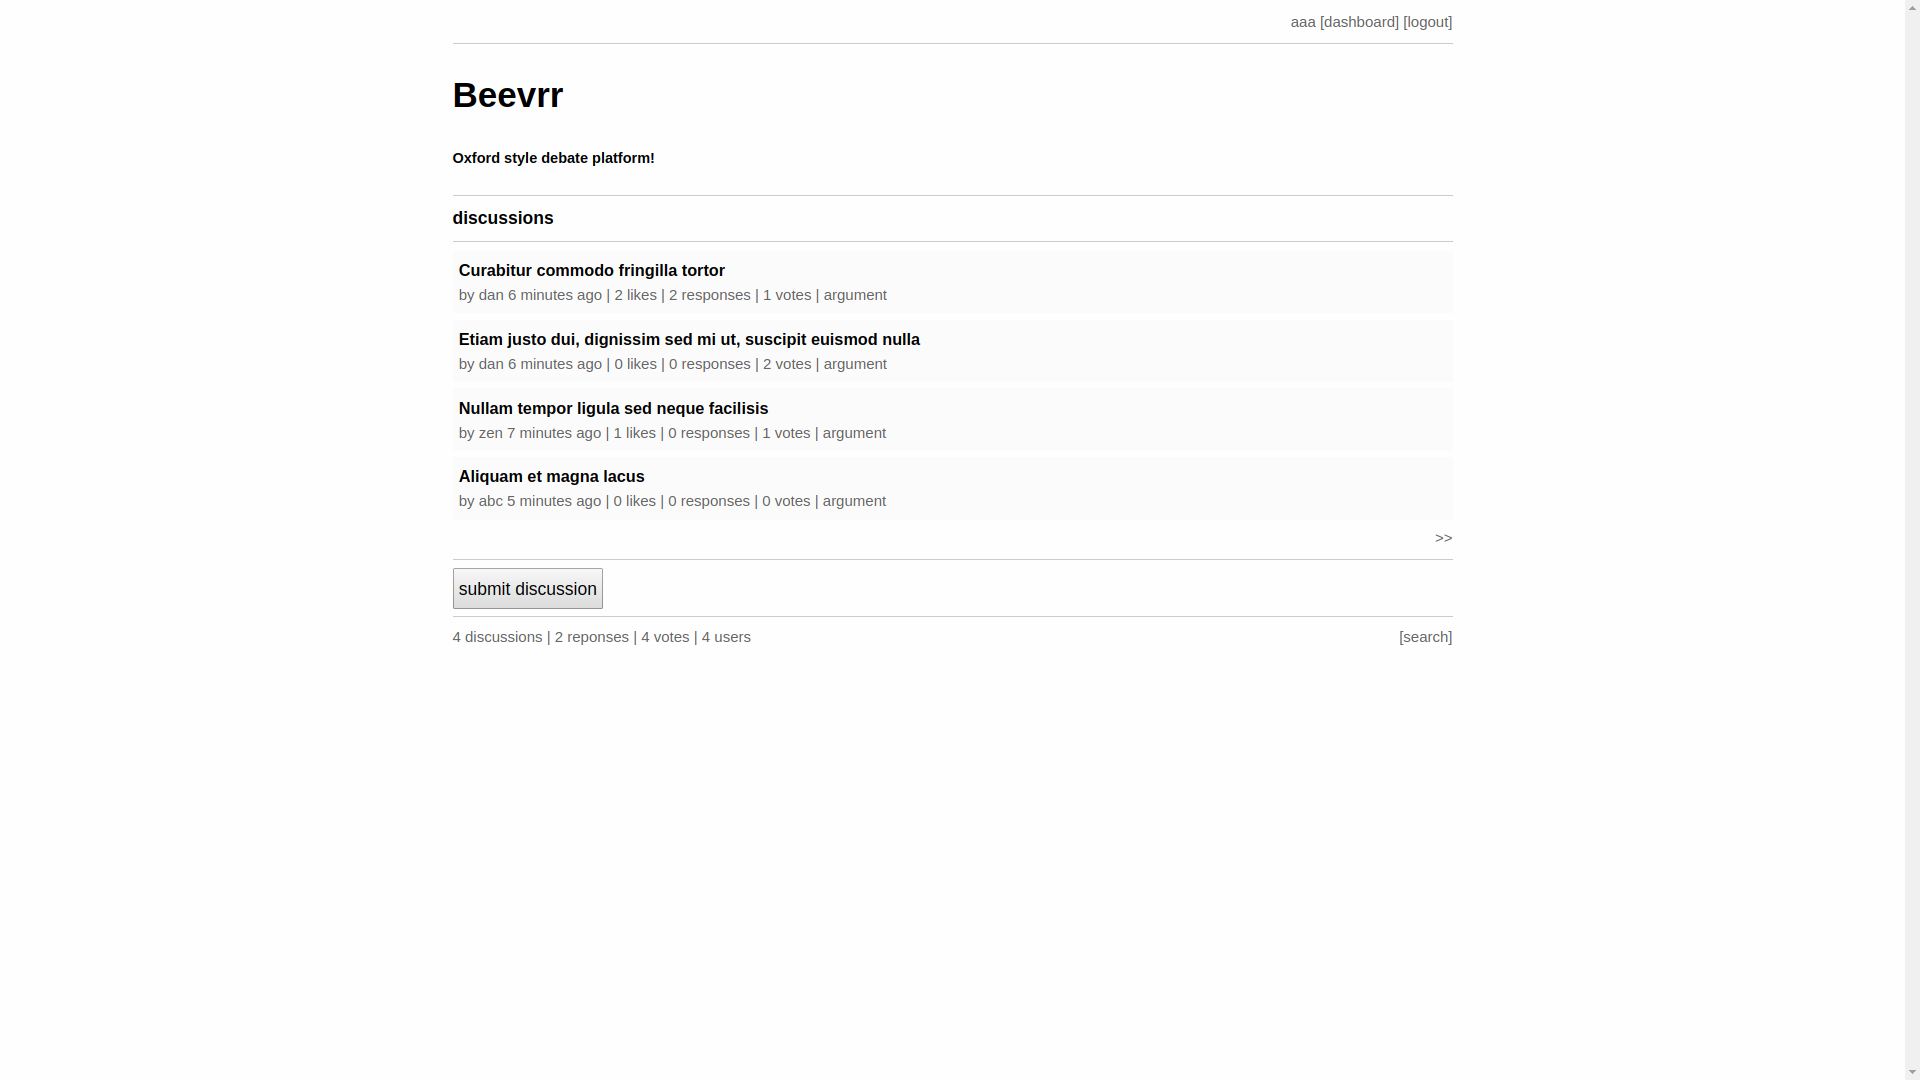 aaa [dashboard] [logout]
Beevrr
Oxford style debate platform!
discussions
Curabitur commodo fringilla tortor
by dan 6 minutes ago | 2 likes | 2 responses | 1 votes | argument
Etiam justo dui, dignissim sed mi ut, suscipit euismod nulla
by dan 6 minutes ago | 0 likes | 0 responses | 2 votes | argument
Nullam tempor ligula sed neque facilisis
by zen 7 minutes ago | 1 likes | 0 responses | 1 votes | argument
Aliquam et magna lacus
by abc 5 minutes ago | 0 likes | 0 responses | 0 votes | argument
>>
submit discussion
4 discussions | 2 reponses | 4 votes | 4 users [search]